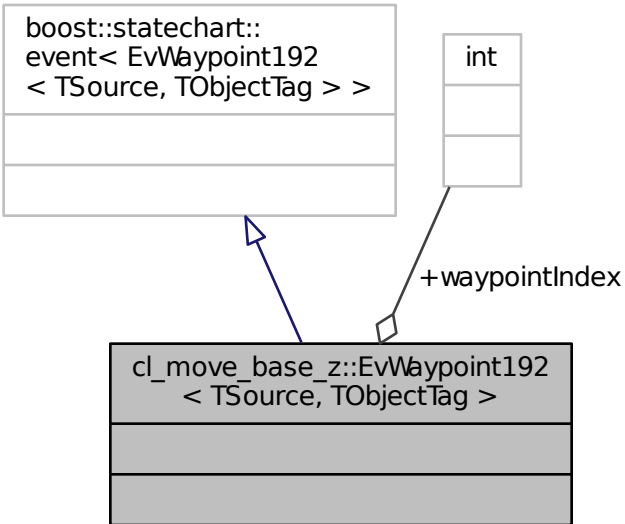 boost::statechart::
event< EvWaypoint192
< TSource, TObjectTag > >
int
+waypointIndex
cl_move_base_z::EvWaypoint192
< TSource, TObjectTag >